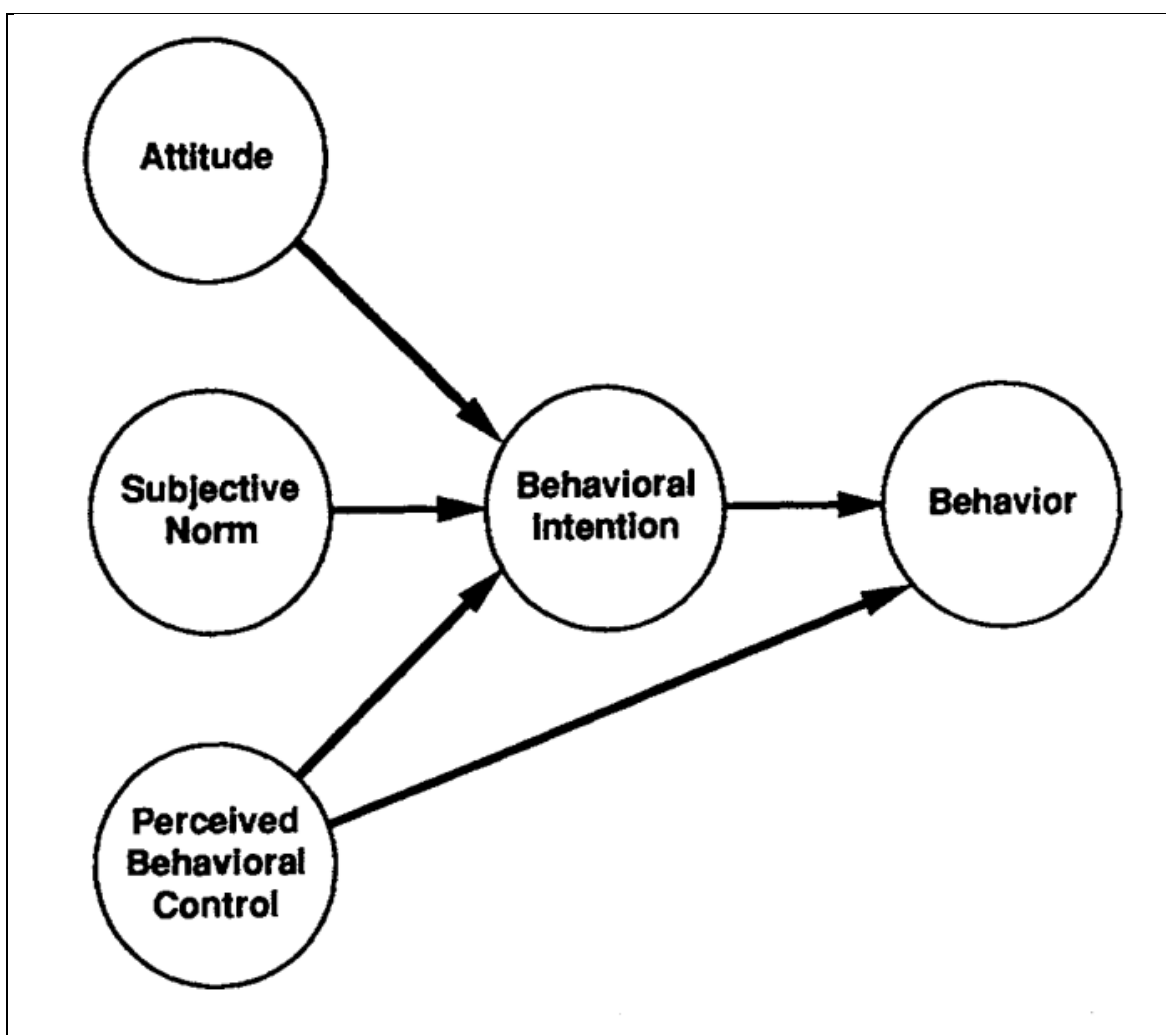 Attitude
Subjective
Norm
Behavioral
Intention
Behavior
Perceived
Behavioral
Control